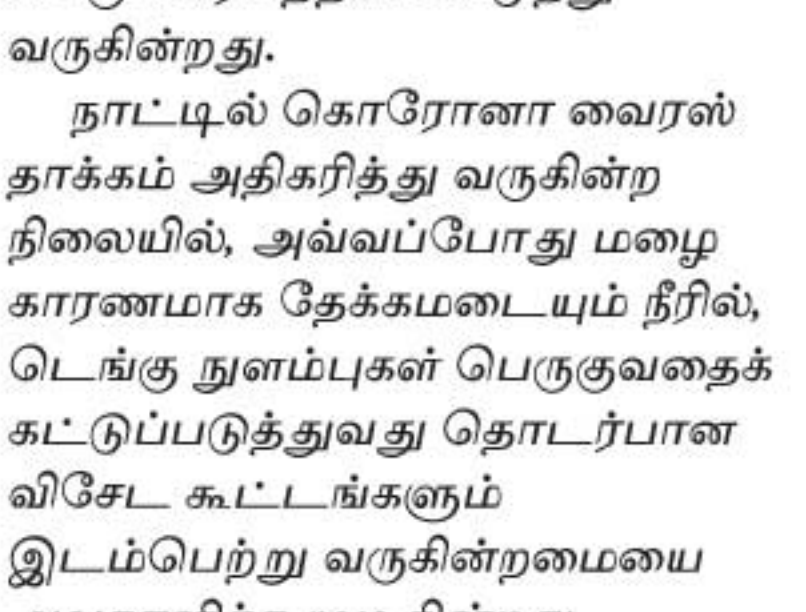 வருகின்றது.
நாட்டில் கொரோனா வைரஸ்
தாக்கம் அதிகரித்து வருகின்ற
நிலையில், அவ்வப்போது மழை
காரணமாக தேக்கமடையும் நீரில்,
டெங்கு நுளம்புகள் பெருகுவதைக்
கட்டுப்படுத்துவது தொடர்பான
விசேட கூட்டங்களும்
இடம்பெற்று வருகின்றமையை